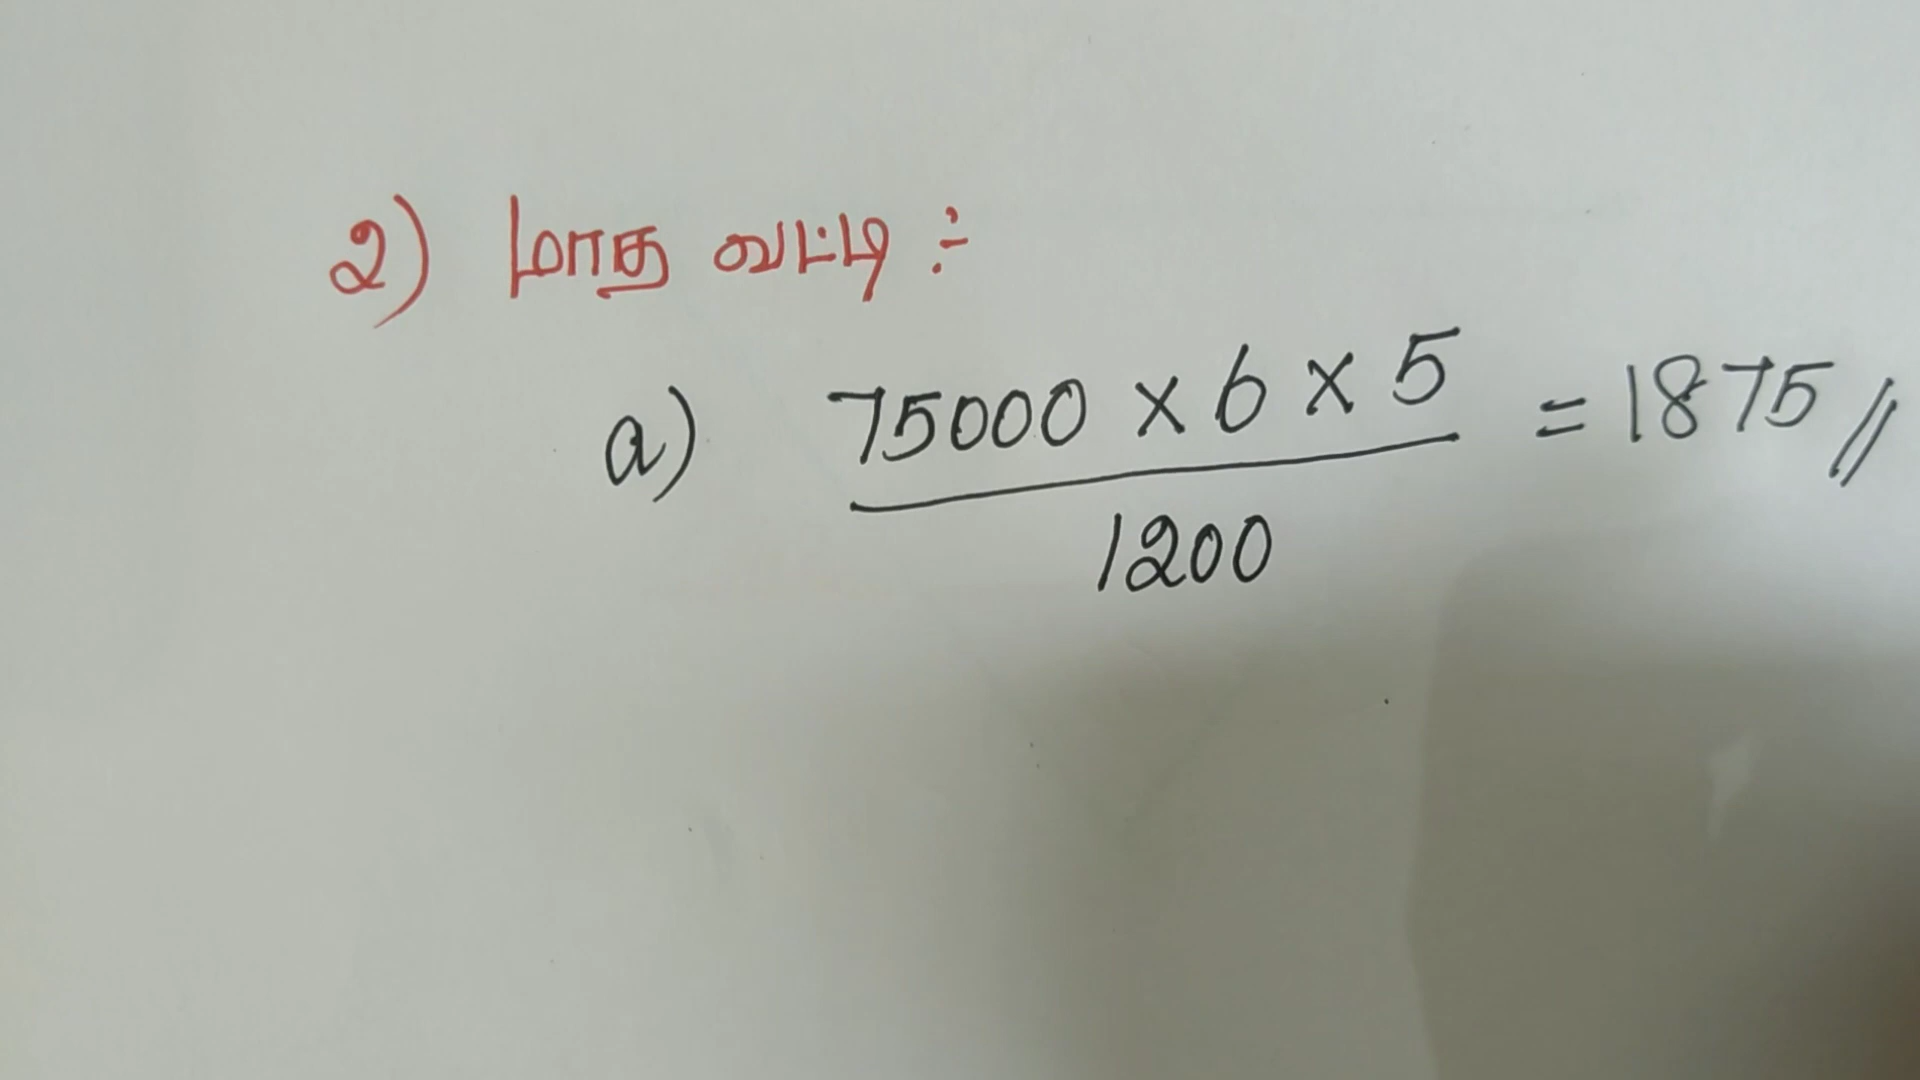 2) மாத வட்டி :-
a) 75000 x 6 x 5 = 1875 //
1200